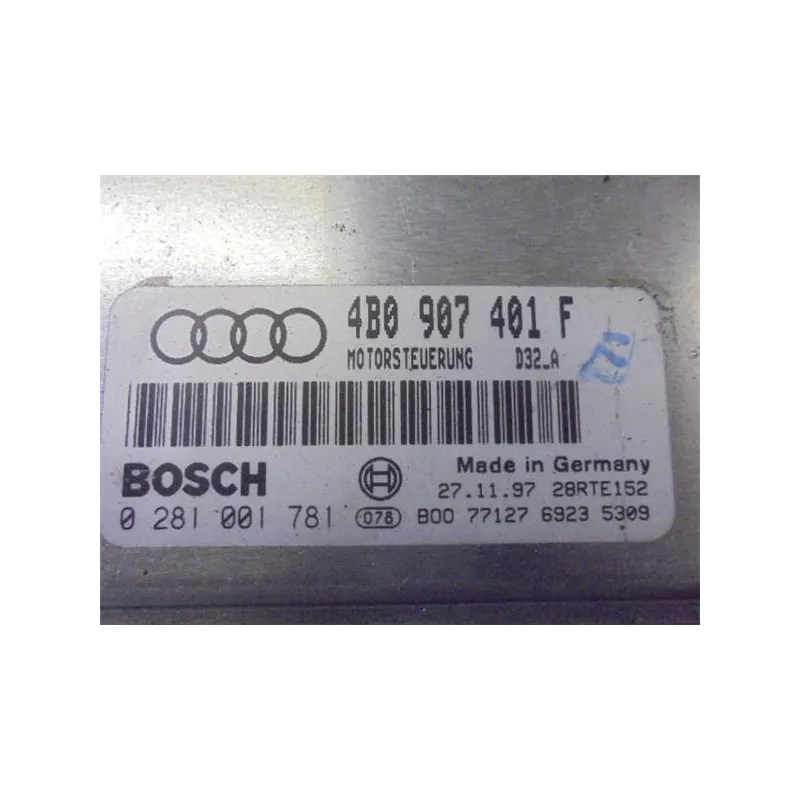 4B0 907 401 F
MOTORSTEUERUNG D32_A
BOSCH
Made in Germany
27.11.97 28RTE152
0 281 001 781 078 B00 77127 6923 5309